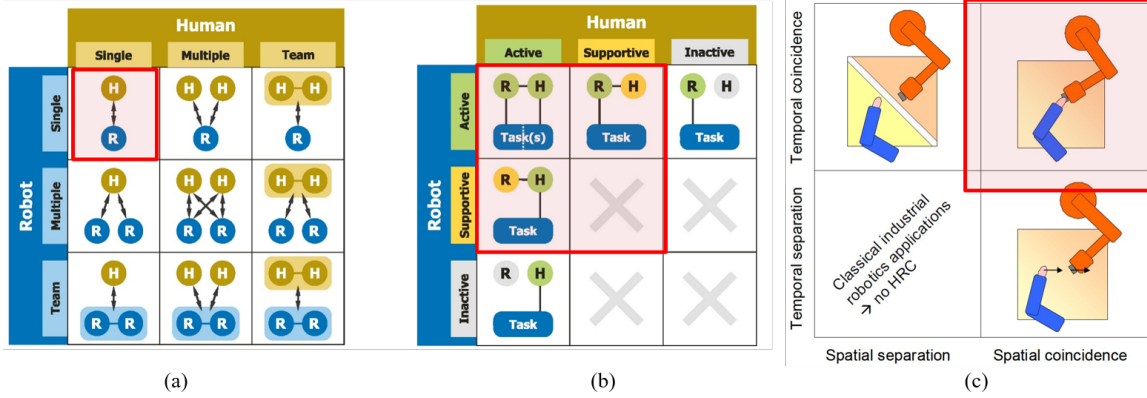 Human
Single Multiple Team
Robot
Single
H H H H H
R R R
Multiple
H H H H H
R R R R R R
Team
H H H H H
R R R R R R
(a)
Human
Active Supportive Inactive
Robot
Active
R H R H R H
Task(s) Task Task
Supportive
R H
Task
Inactive
R H
Task
(b)
Temporal coincidence
Temporal separation
Classical industrial
robotics applications
→ no HRC
Spatial separation Spatial coincidence
(c)